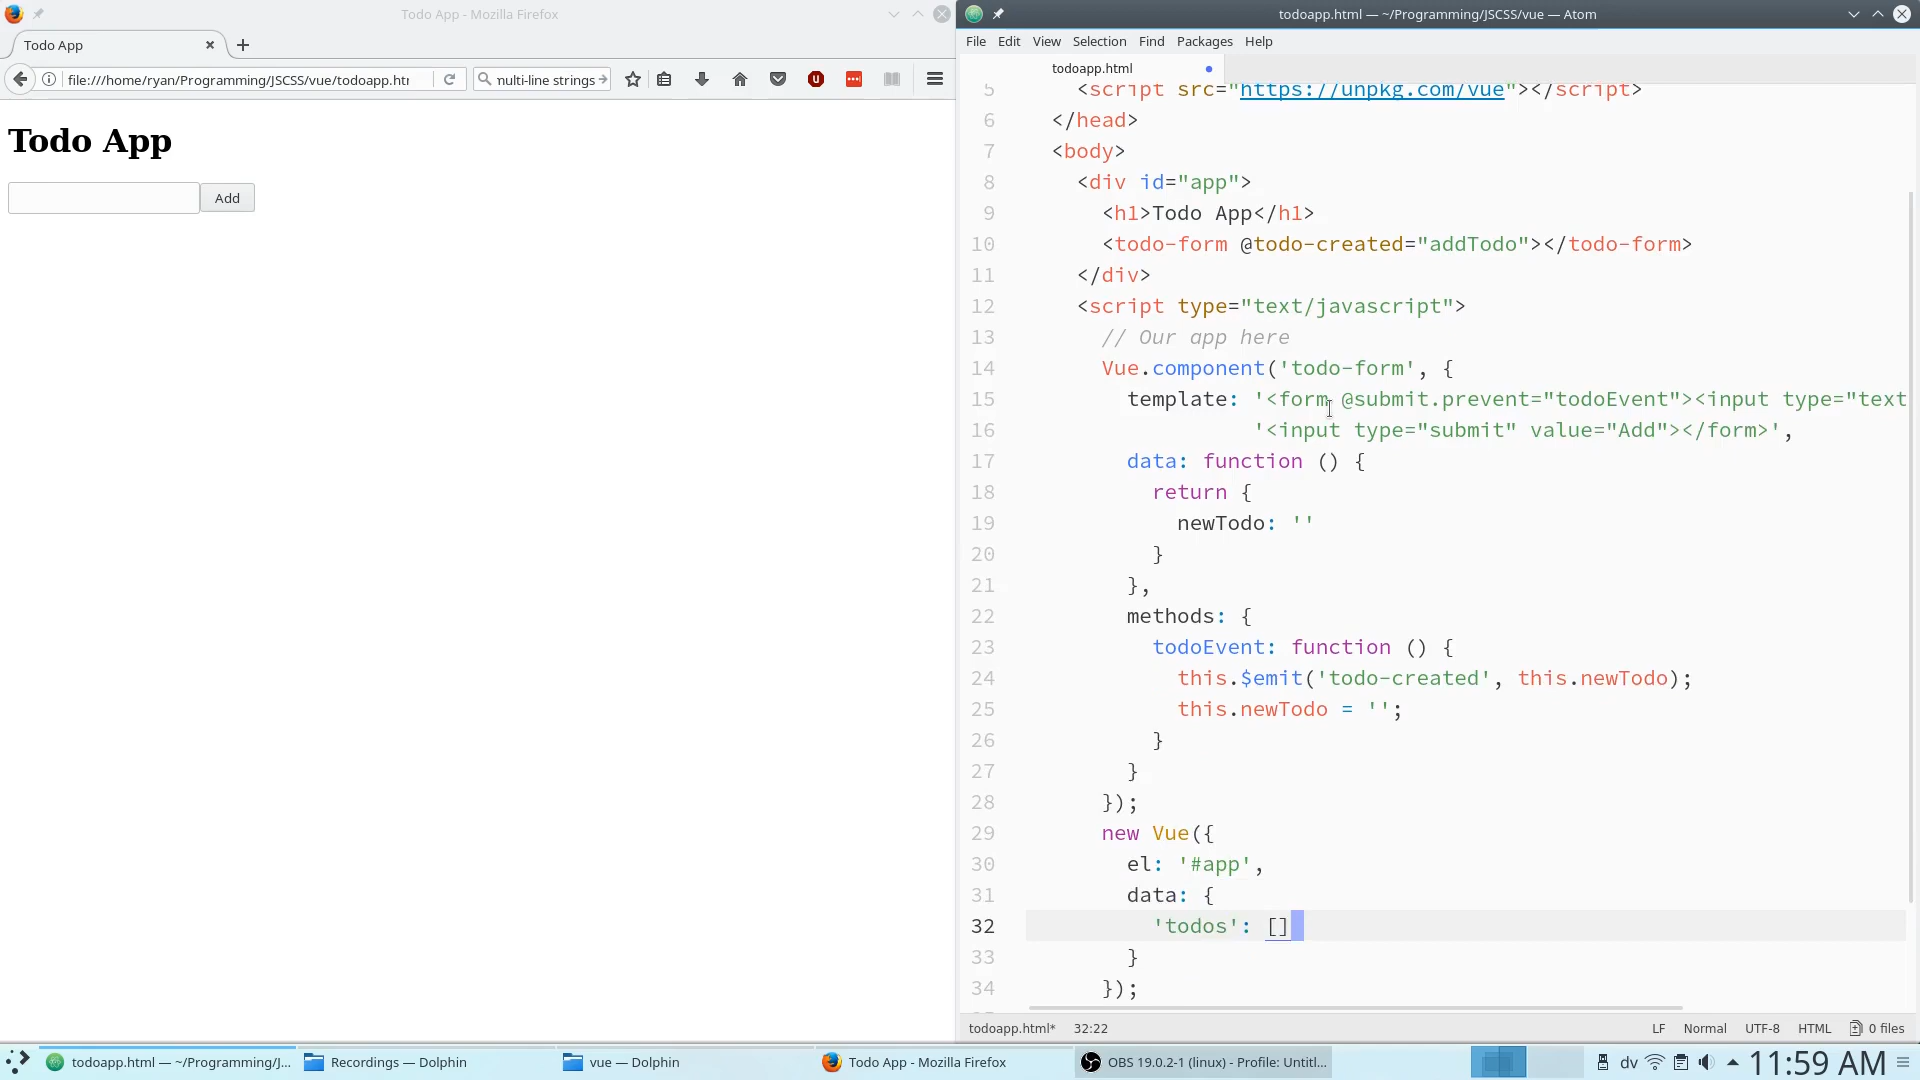 Todo App - Mozilla Firefox
Todo App
file:///home/ryan/Programming/JSCSS/vue/todoapp.htr
multi-line strings
Todo App
Add
todoapp.html — ~/Programming/JSCSS/vue — Atom
File Edit View Selection Find Packages Help
todoapp.html
5 <script src="https://unpkg.com/vue"></script>
6 </head>
7 <body>
8 <div id="app">
9 <h1>Todo App</h1>
10 <todo-form @todo-created="addTodo"></todo-form>
11 </div>
12 <script type="text/javascript">
13 // Our app here
14 Vue.component('todo-form', {
15 template: '<form @submit.prevent="todoEvent"><input type="text
16 '<input type="submit" value="Add"></form>',
17 data: function () {
18 return {
19 newTodo: ''
20 }
21 },
22 methods: {
23 todoEvent: function () {
24 this.$emit('todo-created', this.newTodo);
25 this.newTodo = '';
26 }
27 }
28 });
29 new Vue({
30 el: '#app',
31 data: {
32 'todos': []
33 }
34 });
todoapp.html* 32:22 LF Normal UTF-8 HTML 0 files
todoapp.html — ~/Programming/J... Recordings — Dolphin vue — Dolphin Todo App - Mozilla Firefox OBS 19.0.2-1 (linux) - Profile: Untitl... dv 11:59 AM